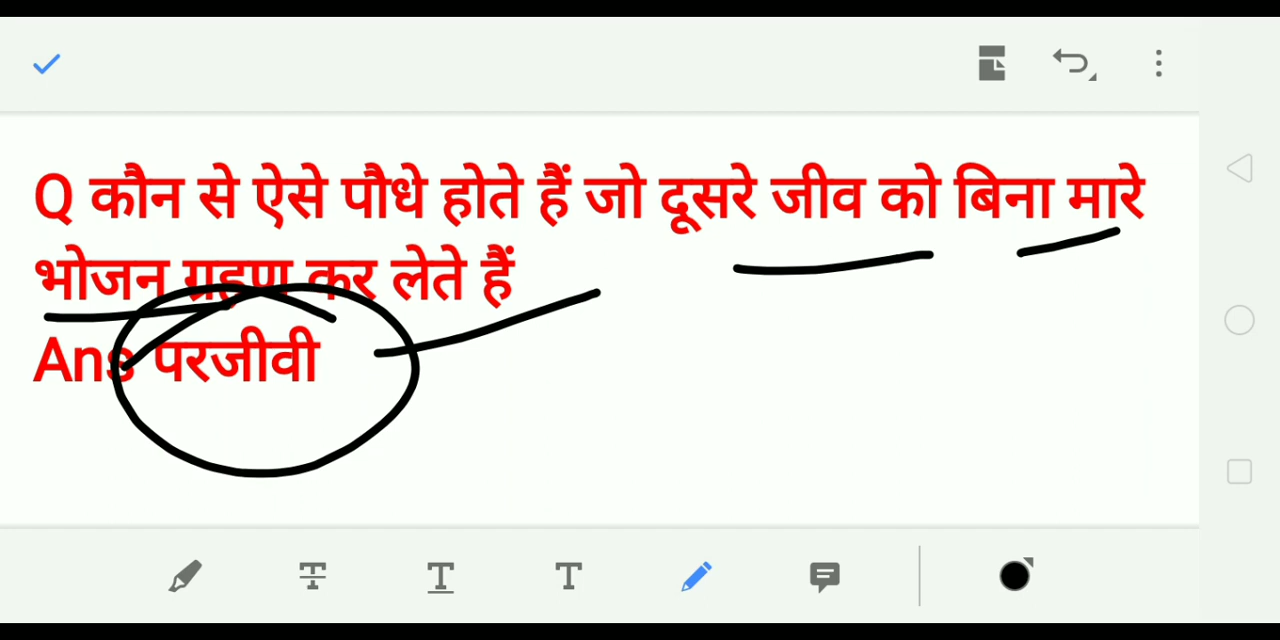 Q कौन से ऐसे पौधे होते हैं जो दूसरे जीव को बिना मारे
भोजन ग्रहण कर लेते हैं
Ans परजीवी